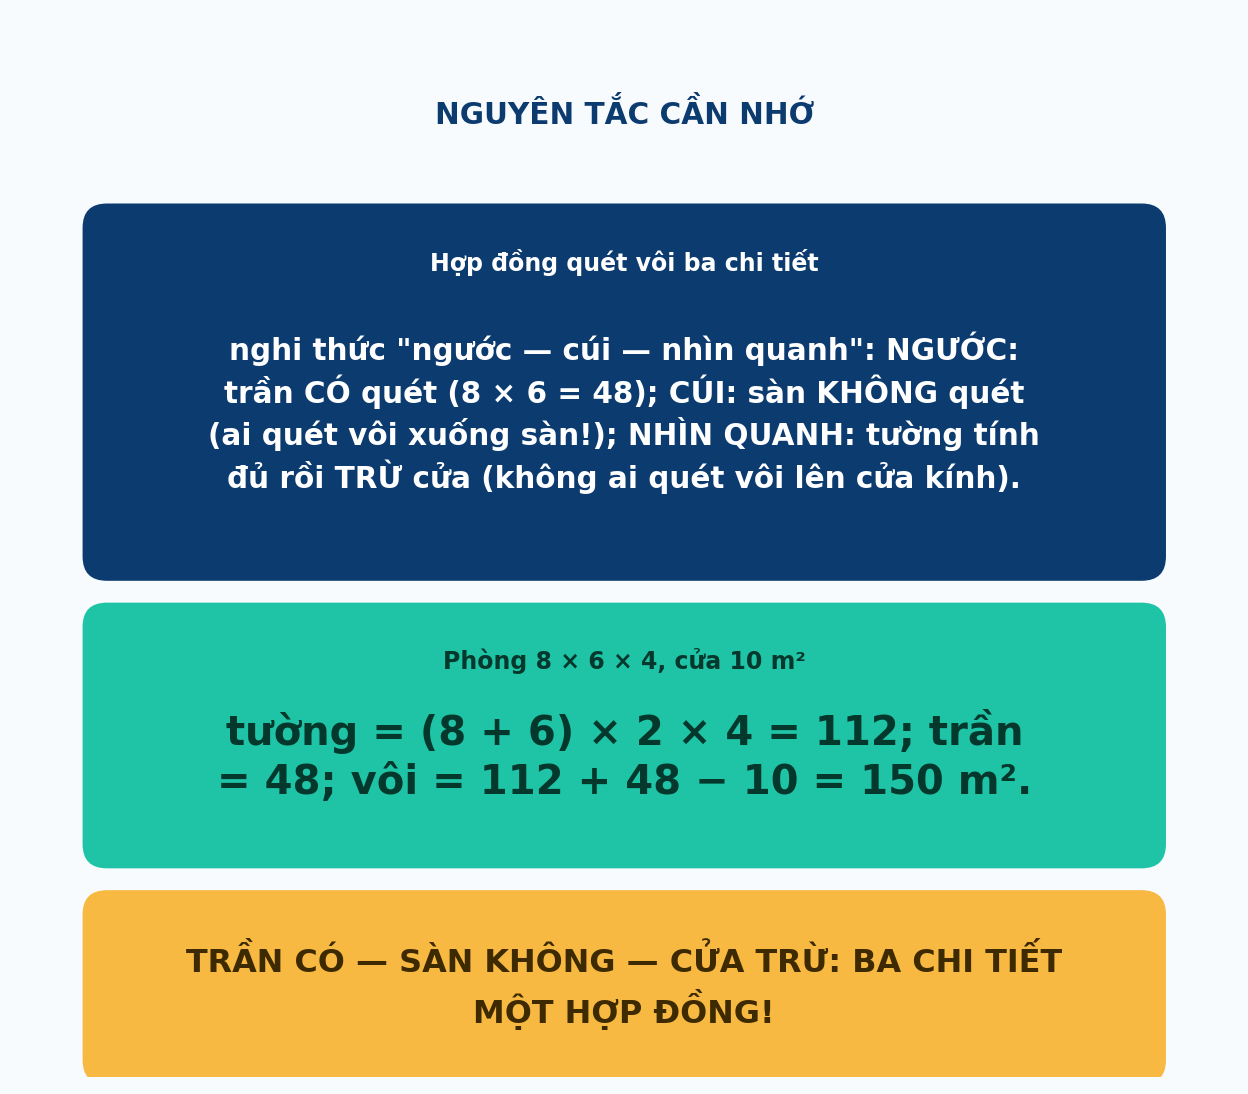 NGUYÊN TẮC CẦN NHỚ
Hợp đồng quét vôi ba chi tiết
nghi thức "ngước — cúi — nhìn quanh": NGƯỚC:
trần CÓ quét (8 × 6 = 48); CÚI: sàn KHÔNG quét
(ai quét vôi xuống sàn!); NHÌN QUANH: tường tính
đủ rồi TRỪ cửa (không ai quét vôi lên cửa kính).
Phòng 8 × 6 × 4, cửa 10 m²
tường = (8 + 6) × 2 × 4 = 112; trần
= 48; vôi = 112 + 48 − 10 = 150 m².
TRẦN CÓ — SÀN KHÔNG — CỬA TRỪ: BA CHI TIẾT
MỘT HỢP ĐỒNG!